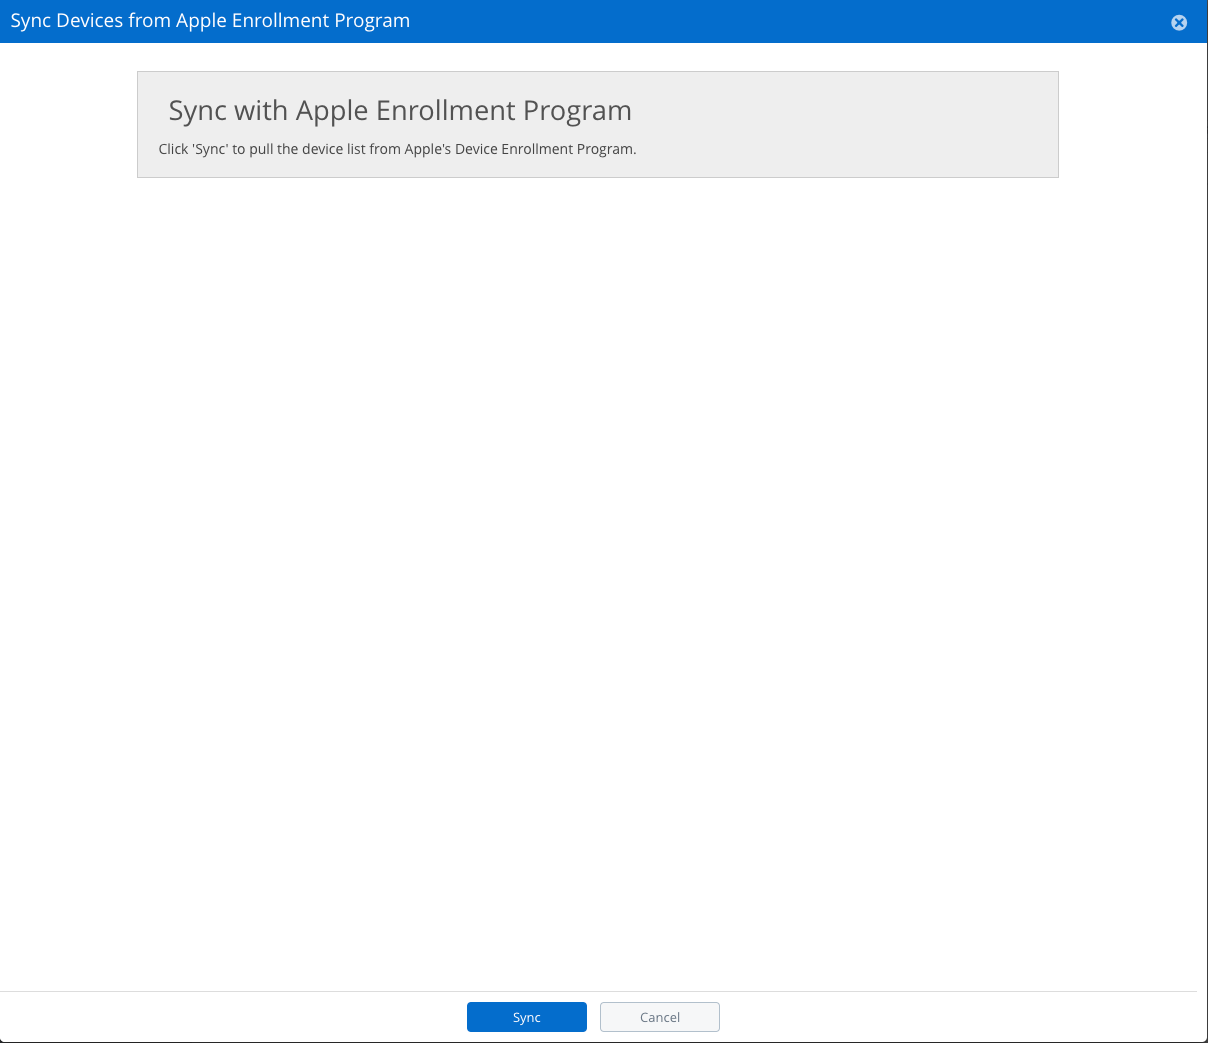 Sync Devices from Apple Enrollment Program
Sync with Apple Enrollment Program
Click 'Sync' to pull the device list from Apple's Device Enrollment Program.
Sync
Cancel